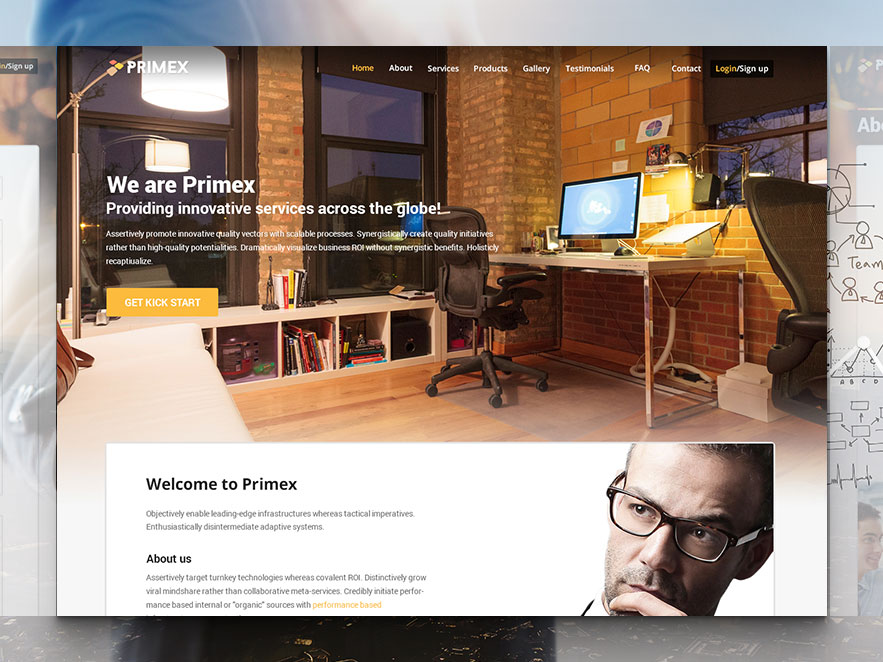 in/Sign up
PRIMEX
Home About Services Products Gallery Testimonials FAQ Contact Login/Sign up
We are Primex
Providing innovative services across the globe!
Assertively promote innovative quality vectors with scalable processes. Synergistically create quality initiatives
rather than high-quality potentialities. Dramatically visualize business ROI without synergistic benefits. Holisticly
recaptiualize.
GET KICK START
Welcome to Primex
Objectively enable leading-edge infrastructures whereas tactical imperatives.
Enthusiastically disintermediate adaptive systems.
About us
Assertively target turnkey technologies whereas covalent ROI. Distinctively grow
viral mindshare rather than collaborative meta-services. Credibly initiate perfor-
mance based internal or "organic" sources with performance based
P
Abo
Team
A B C D